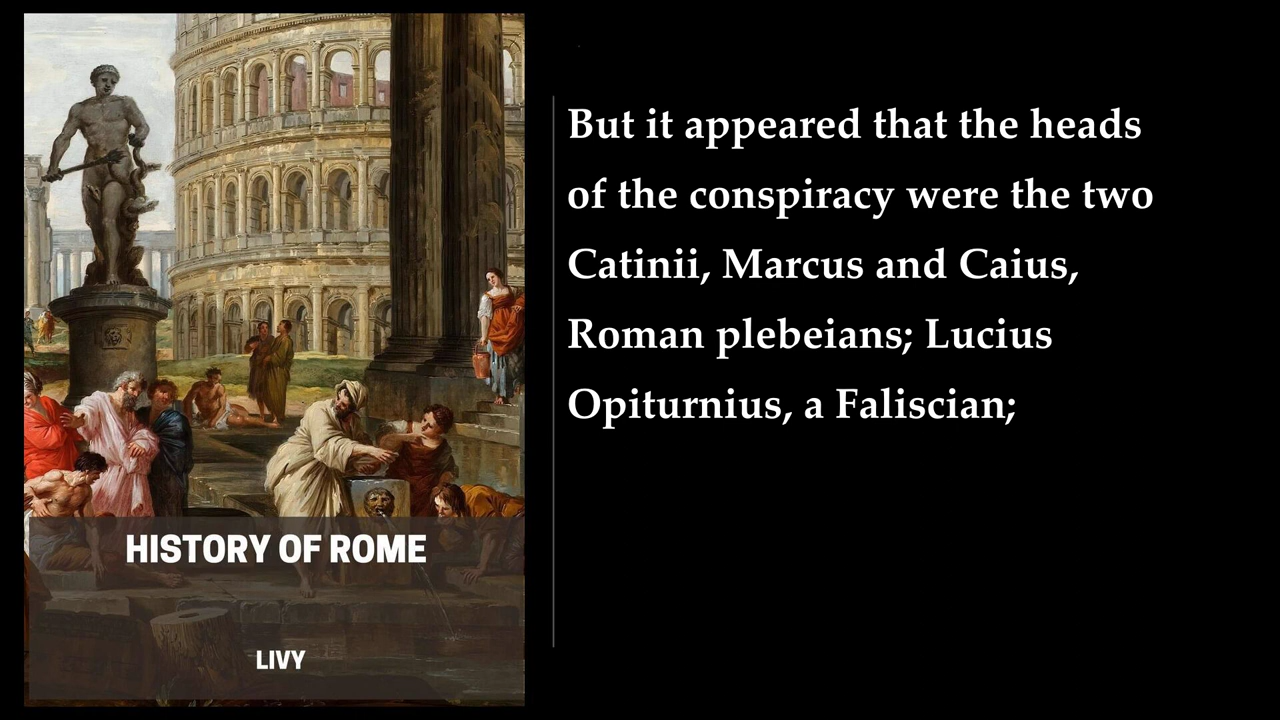 But it appeared that the heads
of the conspiracy were the two
Catinii, Marcus and Caius,
Roman plebeians; Lucius
Opiturnius, a Faliscian;
HISTORY OF ROME
LIVY